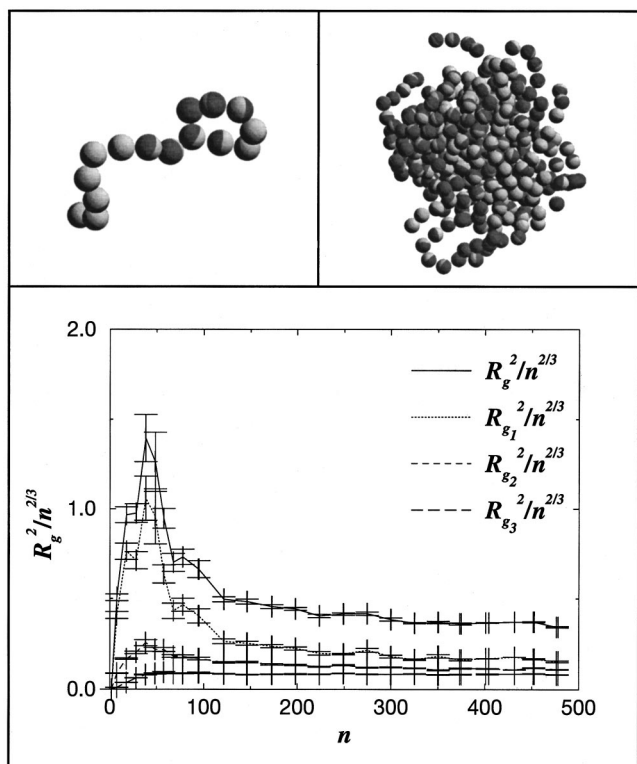 2.0
R_g^2/n^{2/3}
R_{g_1}^2/n^{2/3}
R_{g_2}^2/n^{2/3}
R_{g_3}^2/n^{2/3}
1.0
R_g^2/n^{2/3}
0.0
0 100 200 300 400 500
n